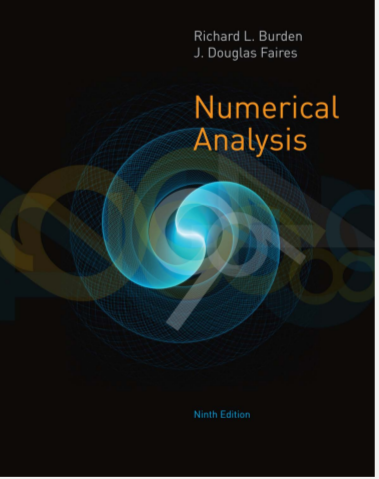 Richard L. Burden
J. Douglas Faires
Numerical
Analysis
Ninth Edition